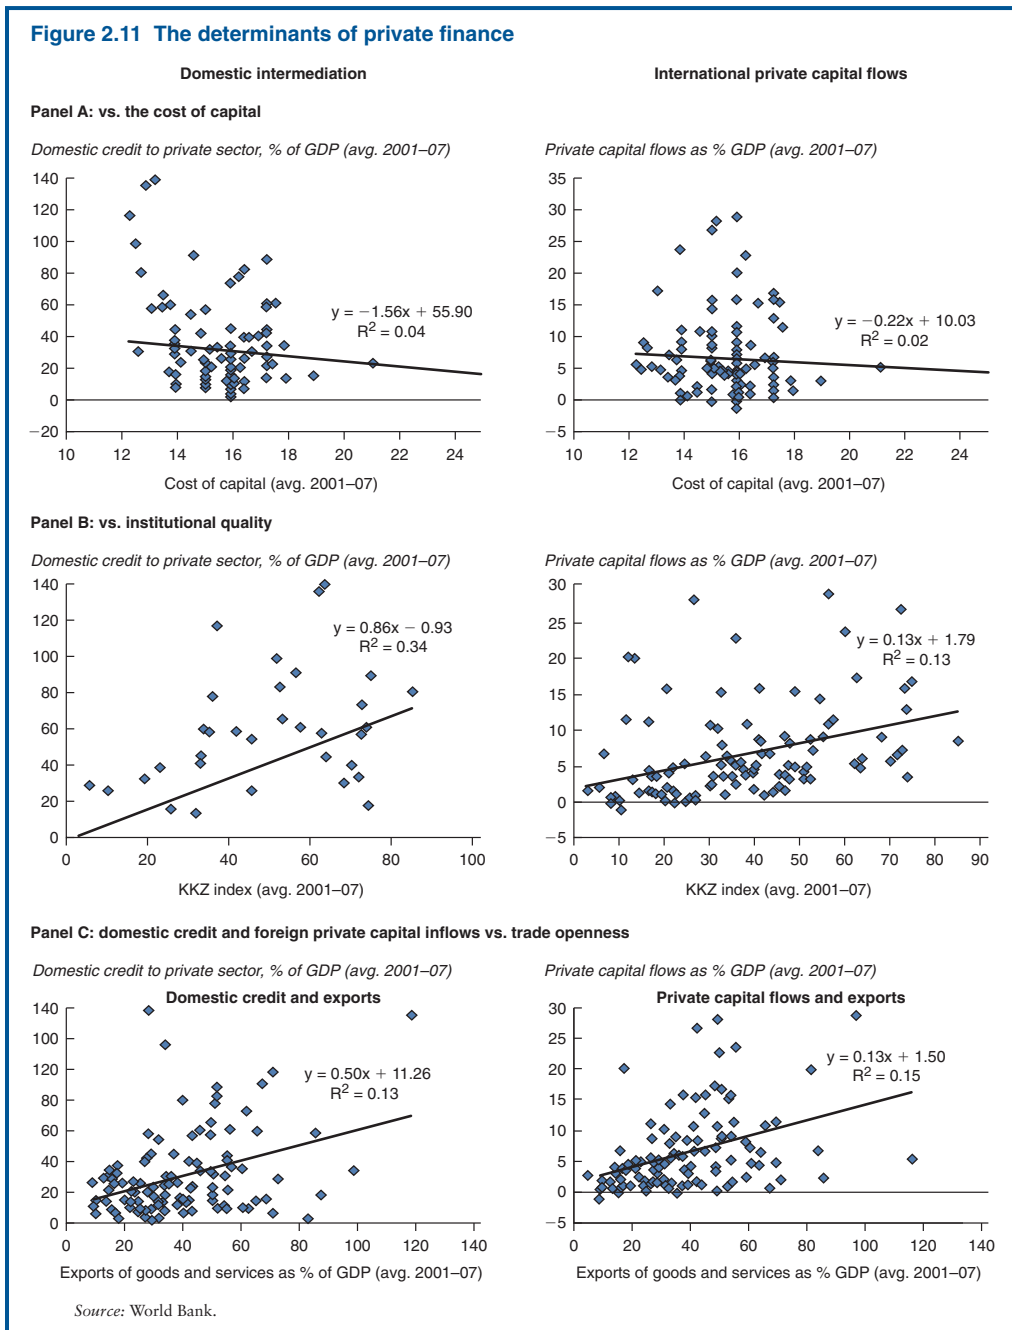 Figure 2.11 The determinants of private finance
Domestic intermediation
International private capital flows
Panel A: vs. the cost of capital
Domestic credit to private sector, % of GDP (avg. 2001–07)
140
120
100
80
60
40
20
0
−20
y = −1.56x + 55.90
R2 = 0.04
10 12 14 16 18 20 22 24
Cost of capital (avg. 2001–07)
Private capital flows as % GDP (avg. 2001–07)
35
30
25
20
15
10
5
0
−5
y = −0.22x + 10.03
R2 = 0.02
10 12 14 16 18 20 22 24
Cost of capital (avg. 2001–07)
Panel B: vs. institutional quality
Domestic credit to private sector, % of GDP (avg. 2001–07)
140
120
100
80
60
40
20
0
y = 0.86x − 0.93
R2 = 0.34
0 20 40 60 80 100
KKZ index (avg. 2001–07)
Private capital flows as % GDP (avg. 2001–07)
30
25
20
15
10
5
0
−5
y = 0.13x + 1.79
R2 = 0.13
0 10 20 30 40 50 60 70 80 90
KKZ index (avg. 2001–07)
Panel C: domestic credit and foreign private capital inflows vs. trade openness
Domestic credit to private sector, % of GDP (avg. 2001–07)
Domestic credit and exports
140
100
120
80
60
40
20
0
y = 0.50x + 11.26
R2 = 0.13
0 20 40 60 80 100 120 140
Exports of goods and services as % of GDP (avg. 2001–07)
Private capital flows as % GDP (avg. 2001–07)
Private capital flows and exports
30
25
20
15
10
5
0
−5
y = 0.13x + 1.50
R2 = 0.15
0 20 40 60 80 100 120 140
Exports of goods and services as % GDP (avg. 2001–07)
Source: World Bank.